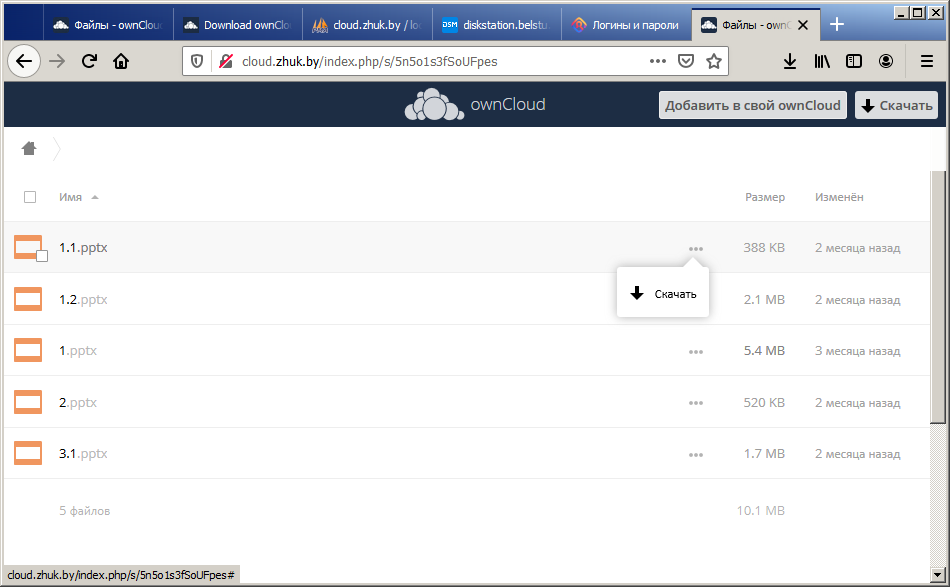 Файлы - ownClou
Download ownClo
cloud.zhuk.by / lo
DSM diskstation.belstu.
Логины и пароли
Файлы - ownC
cloud.zhuk.by/index.php/s/5n5o1s3fSoUFpes
ownCloud
Добавить в свой ownCloud
Скачать
Имя Размер Изменён
1.1.pptx 388 KB 2 месяца назад
Скачать
1.2.pptx 2.1 MB 2 месяца назад
1.pptx 5.4 MB 3 месяца назад
2.pptx 520 KB 2 месяца назад
3.1.pptx 1.7 MB 2 месяца назад
5 файлов 10.1 MB
cloud.zhuk.by/index.php/s/5n5o1s3fSoUFpes#